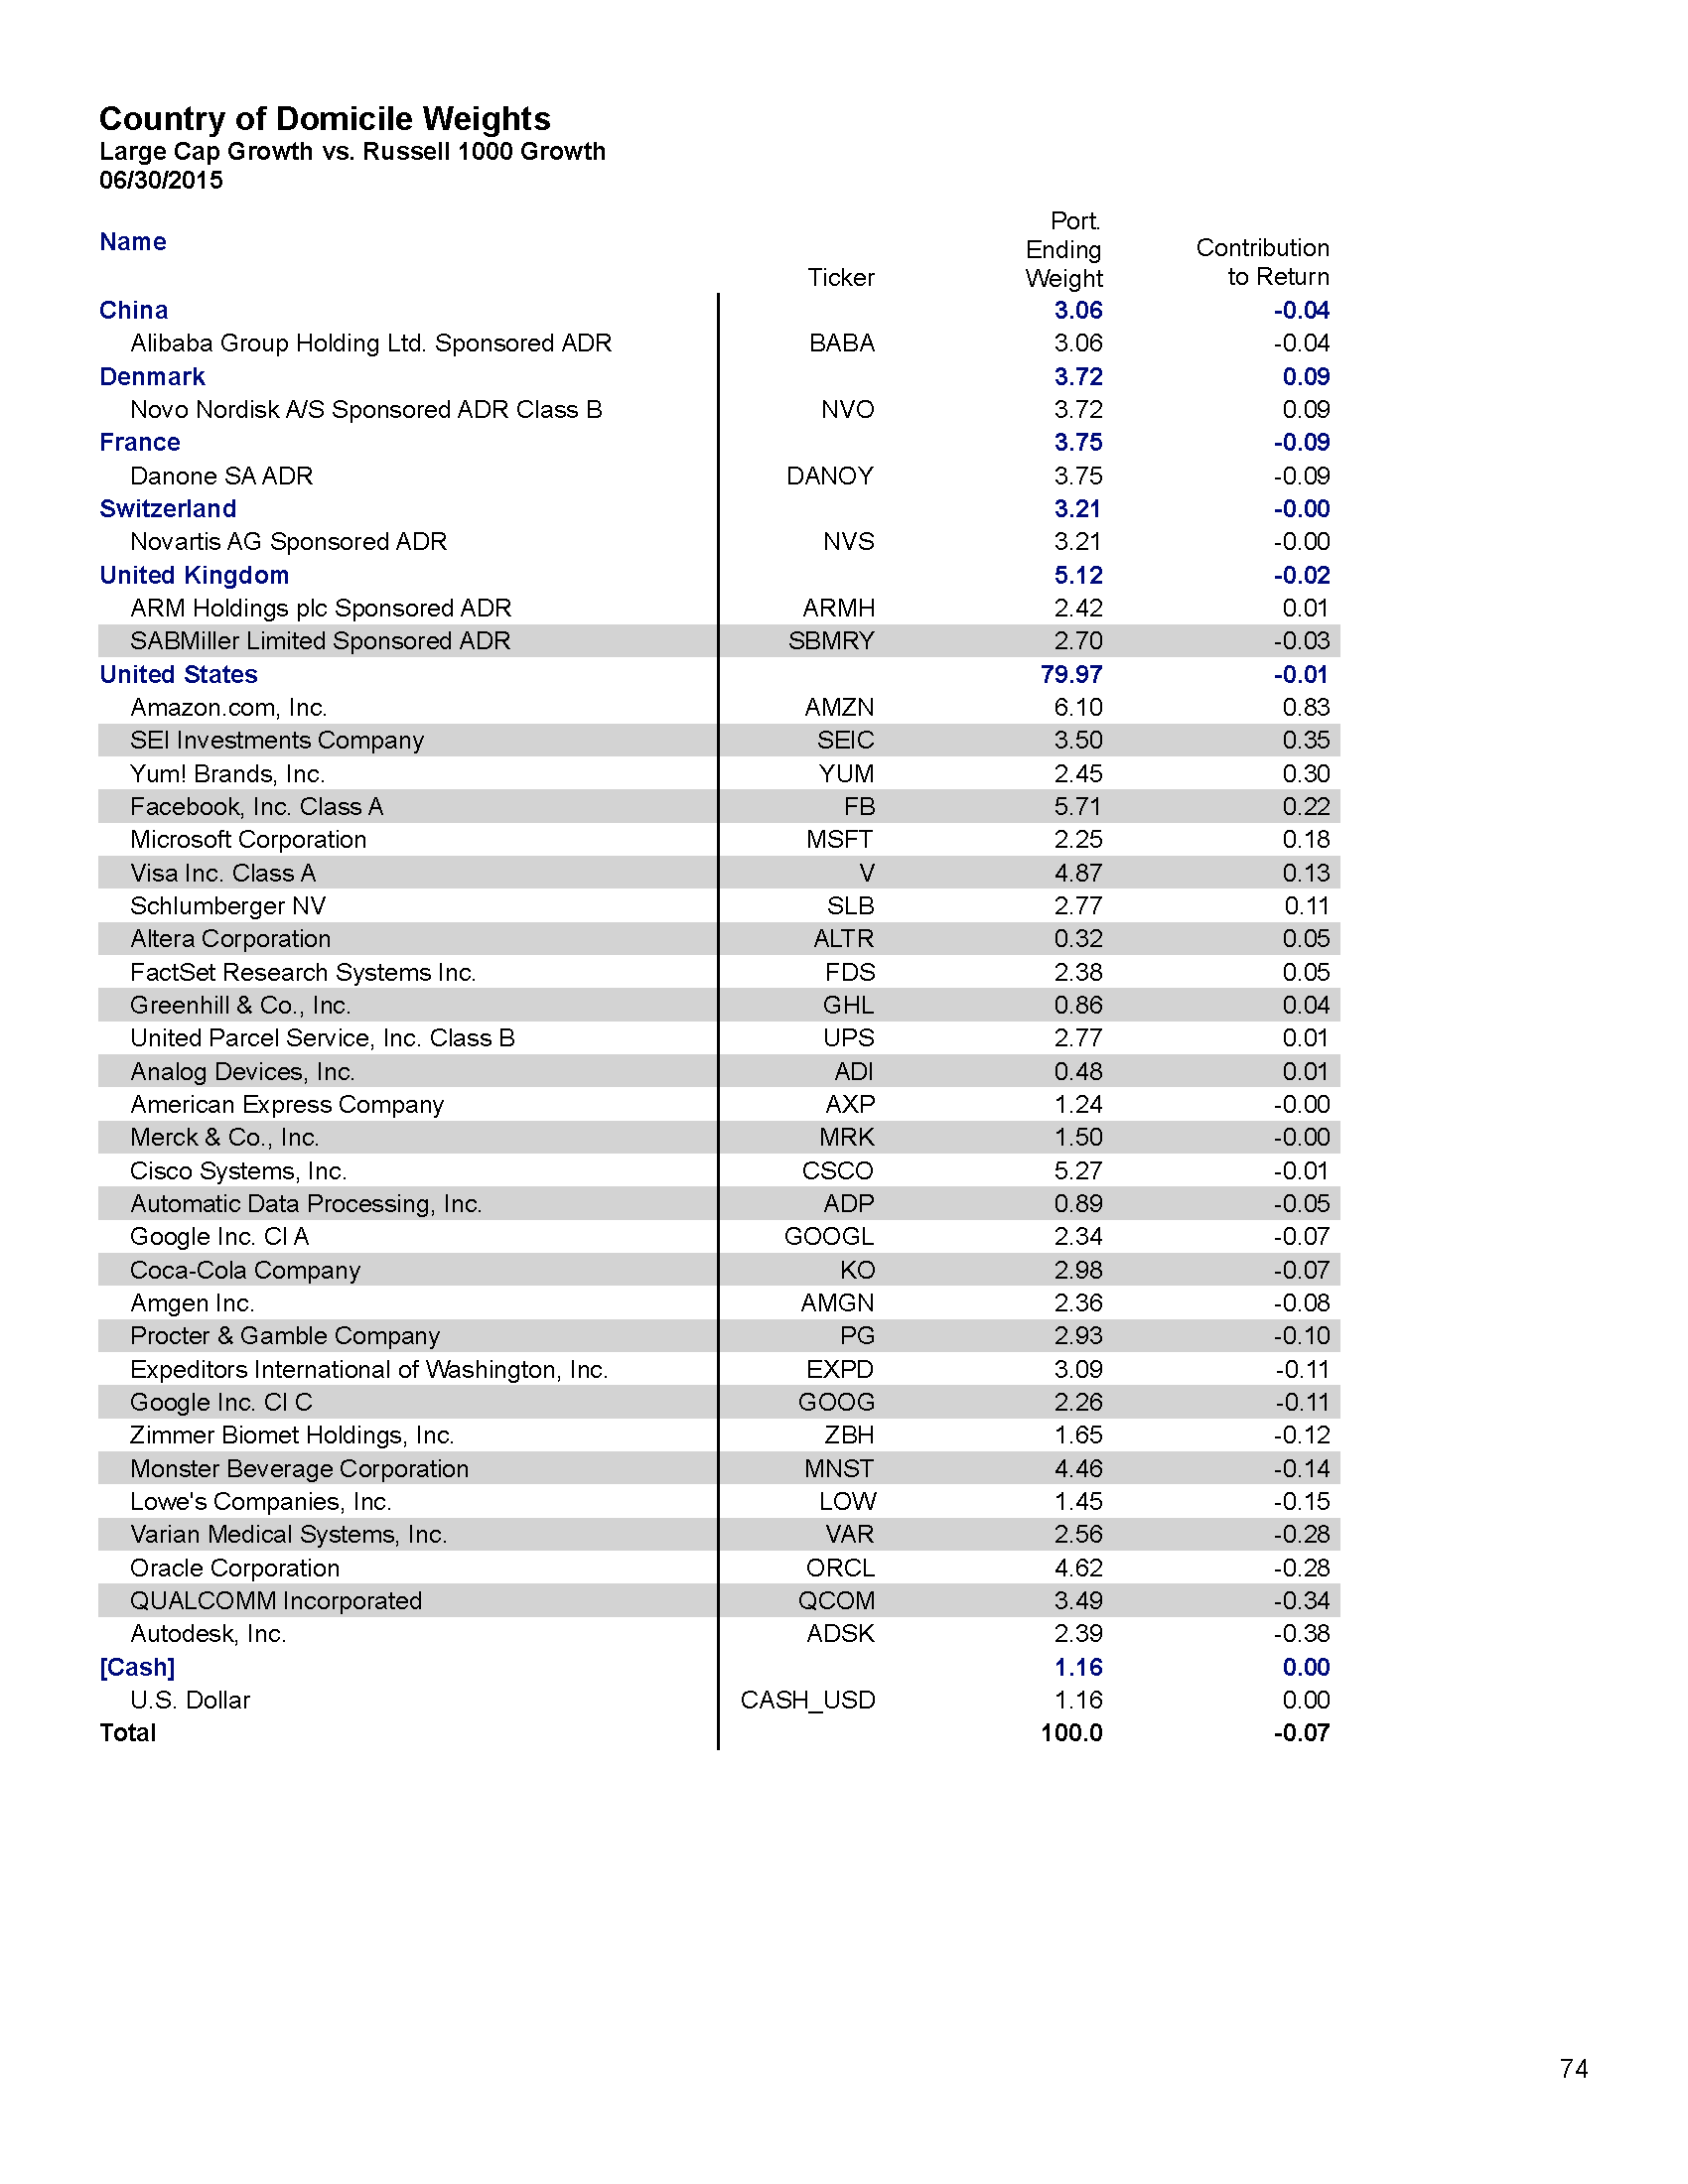 Country of Domicile Weights
Large Cap Growth vs. Russell 1000 Growth
06/30/2015
Name Ticker Port. Ending Weight Contribution to Return
China 3.06 -0.04
Alibaba Group Holding Ltd. Sponsored ADR BABA 3.06 -0.04
Denmark 3.72 0.09
Novo Nordisk A/S Sponsored ADR Class B NVO 3.72 0.09
France 3.75 -0.09
Danone SA ADR DANOY 3.75 -0.09
Switzerland 3.21 -0.00
Novartis AG Sponsored ADR NVS 3.21 -0.00
United Kingdom 5.12 -0.02
ARM Holdings plc Sponsored ADR ARMH 2.42 0.01
SABMiller Limited Sponsored ADR SBMRY 2.70 -0.03
United States 79.97 -0.01
Amazon.com, Inc. AMZN 6.10 0.83
SEI Investments Company SEIC 3.50 0.35
Yum! Brands, Inc. YUM 2.45 0.30
Facebook, Inc. Class A FB 5.71 0.22
Microsoft Corporation MSFT 2.25 0.18
Visa Inc. Class A V 4.87 0.13
Schlumberger NV SLB 2.77 0.11
Altera Corporation ALTR 0.32 0.05
FactSet Research Systems Inc. FDS 2.38 0.05
Greenhill & Co., Inc. GHL 0.86 0.04
United Parcel Service, Inc. Class B UPS 2.77 0.01
Analog Devices, Inc. ADI 0.48 0.01
American Express Company AXP 1.24 -0.00
Merck & Co., Inc. MRK 1.50 -0.00
Cisco Systems, Inc. CSCO 5.27 -0.01
Automatic Data Processing, Inc. ADP 0.89 -0.05
Google Inc. Cl A GOOGL 2.34 -0.07
Coca-Cola Company KO 2.98 -0.07
Amgen Inc. AMGN 2.36 -0.08
Procter & Gamble Company PG 2.93 -0.10
Expeditors International of Washington, Inc. EXPD 3.09 -0.11
Google Inc. Cl C GOOG 2.26 -0.11
Zimmer Biomet Holdings, Inc. ZBH 1.65 -0.12
Monster Beverage Corporation MNST 4.46 -0.14
Lowe's Companies, Inc. LOW 1.45 -0.15
Varian Medical Systems, Inc. VAR 2.56 -0.28
Oracle Corporation ORCL 4.62 -0.28
QUALCOMM Incorporated QCOM 3.49 -0.34
Autodesk, Inc. ADSK 2.39 -0.38
[Cash] 1.16 0.00
U.S. Dollar CASH_USD 1.16 0.00
Total 100.0 -0.07
74